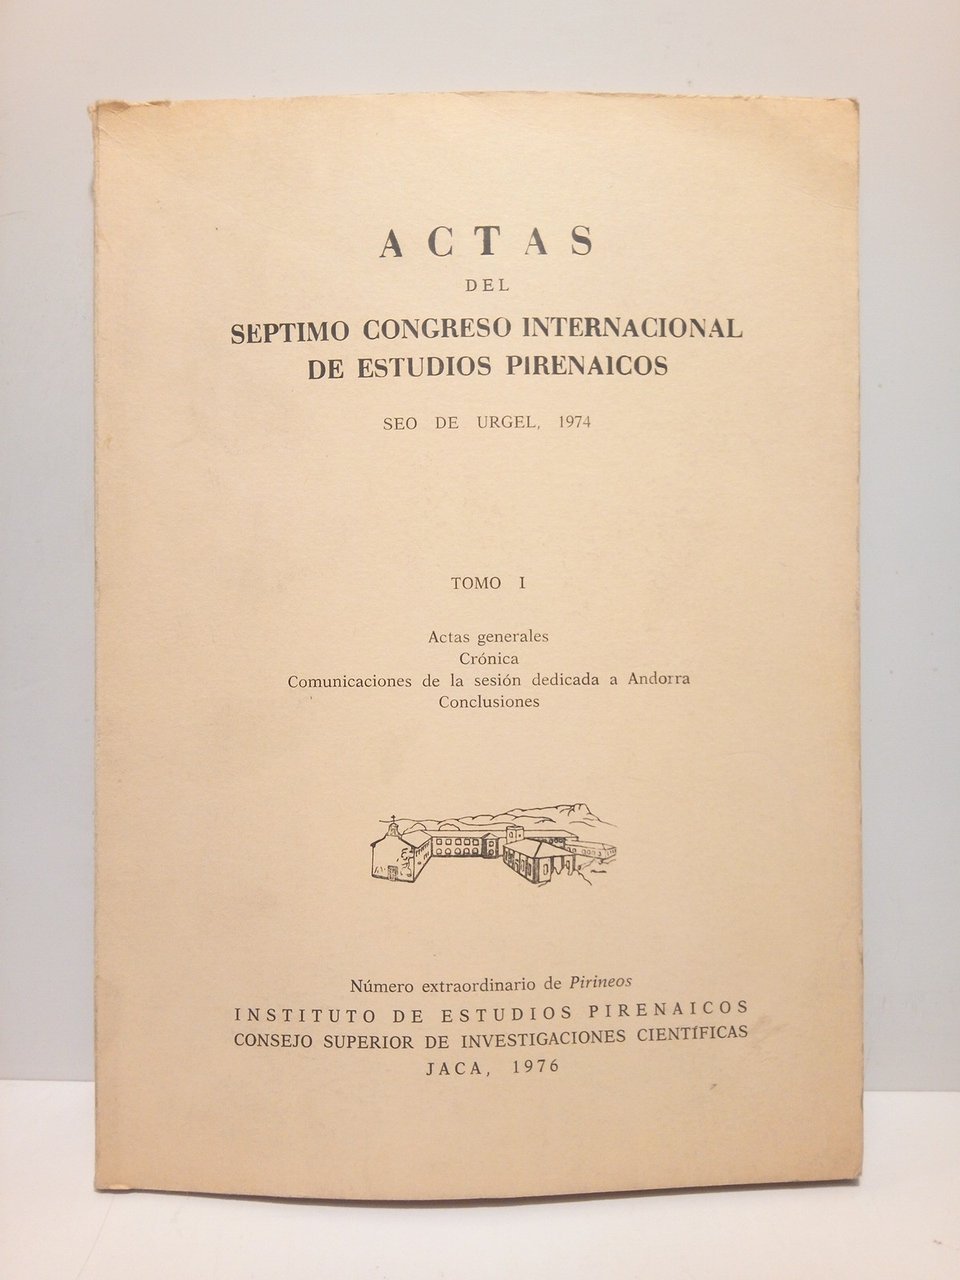 ACTAS
DEL
SEPTIMO CONGRESO INTERNACIONAL
DE ESTUDIOS PIRENAICOS
SEO DE URGEL, 1974
TOMO I
Actas generales
Crónica
Comunicaciones de la sesión dedicada a Andorra
Conclusiones
Número extraordinario de Pirineos
INSTITUTO DE ESTUDIOS PIRENAICOS
CONSEJO SUPERIOR DE INVESTIGACIONES CIENTÍFICAS
JACA, 1976